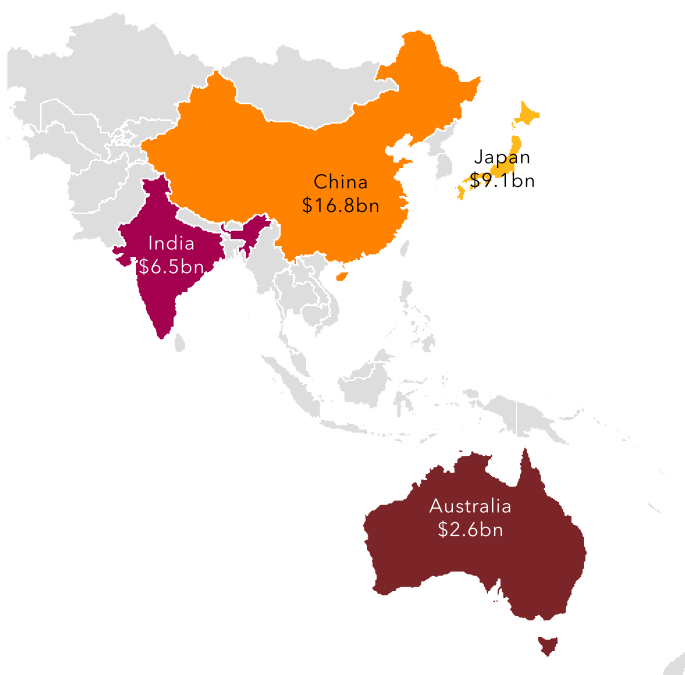 Japan
$9.1bn
China
$16.8bn
India
$6.5bn
Australia
$2.6bn